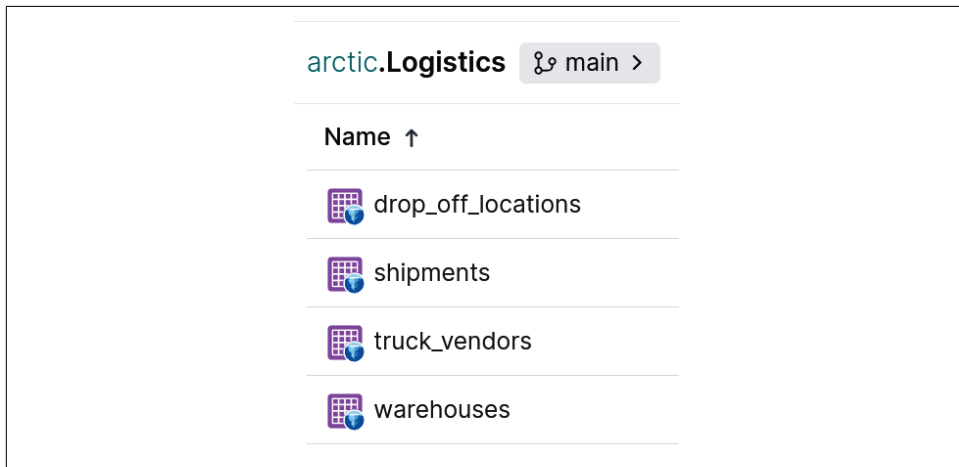 arctic.Logistics main
Name
drop_off_locations
shipments
truck_vendors
warehouses